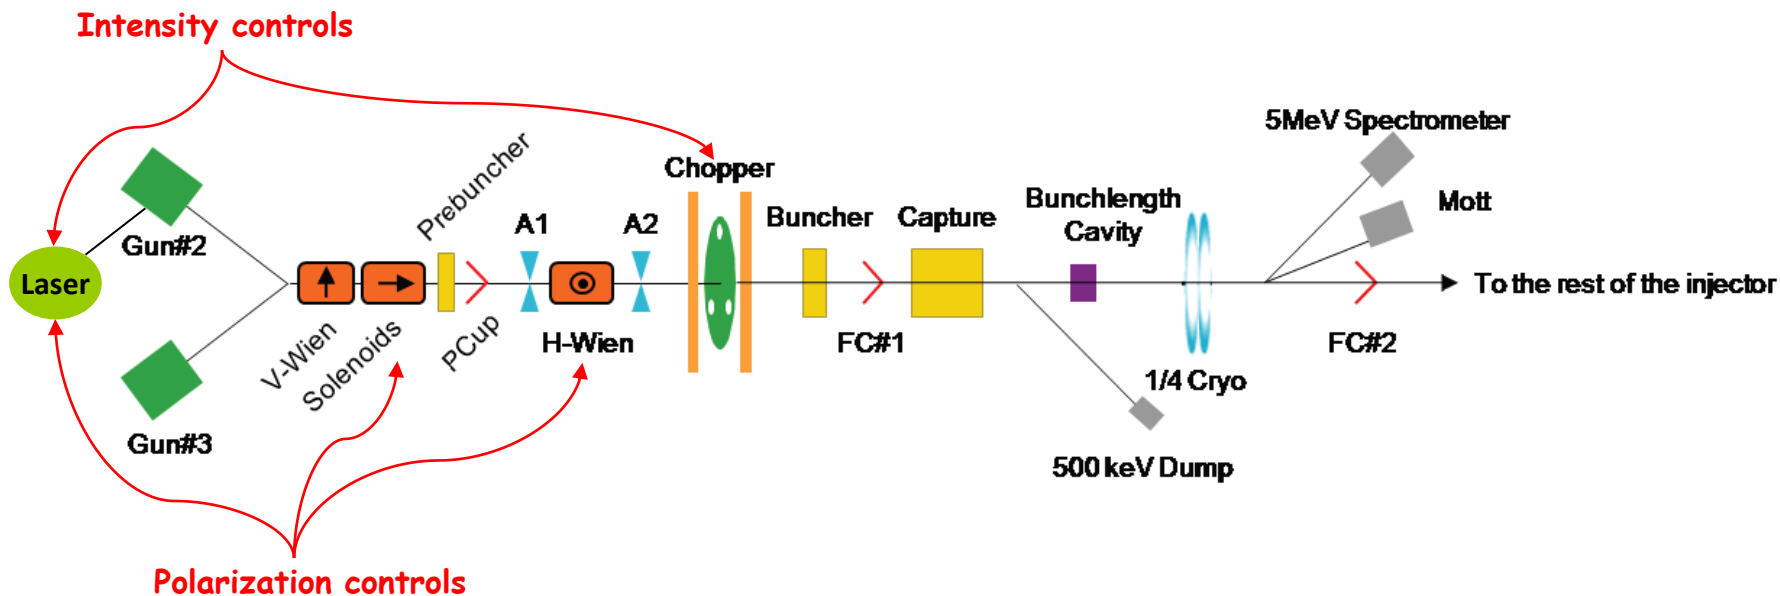 Intensity controls
5MeV Spectrometer
Prebuncher
Chopper
Mott
Bunchlength
Cavity
A1
A2
Buncher
Capture
Gun#2
Laser
To the rest of the injector
V-Wien
Solenoids
PCup
H-Wien
FC#1
FC#2
1/4 Cryo
Gun#3
500 keV Dump
Polarization controls